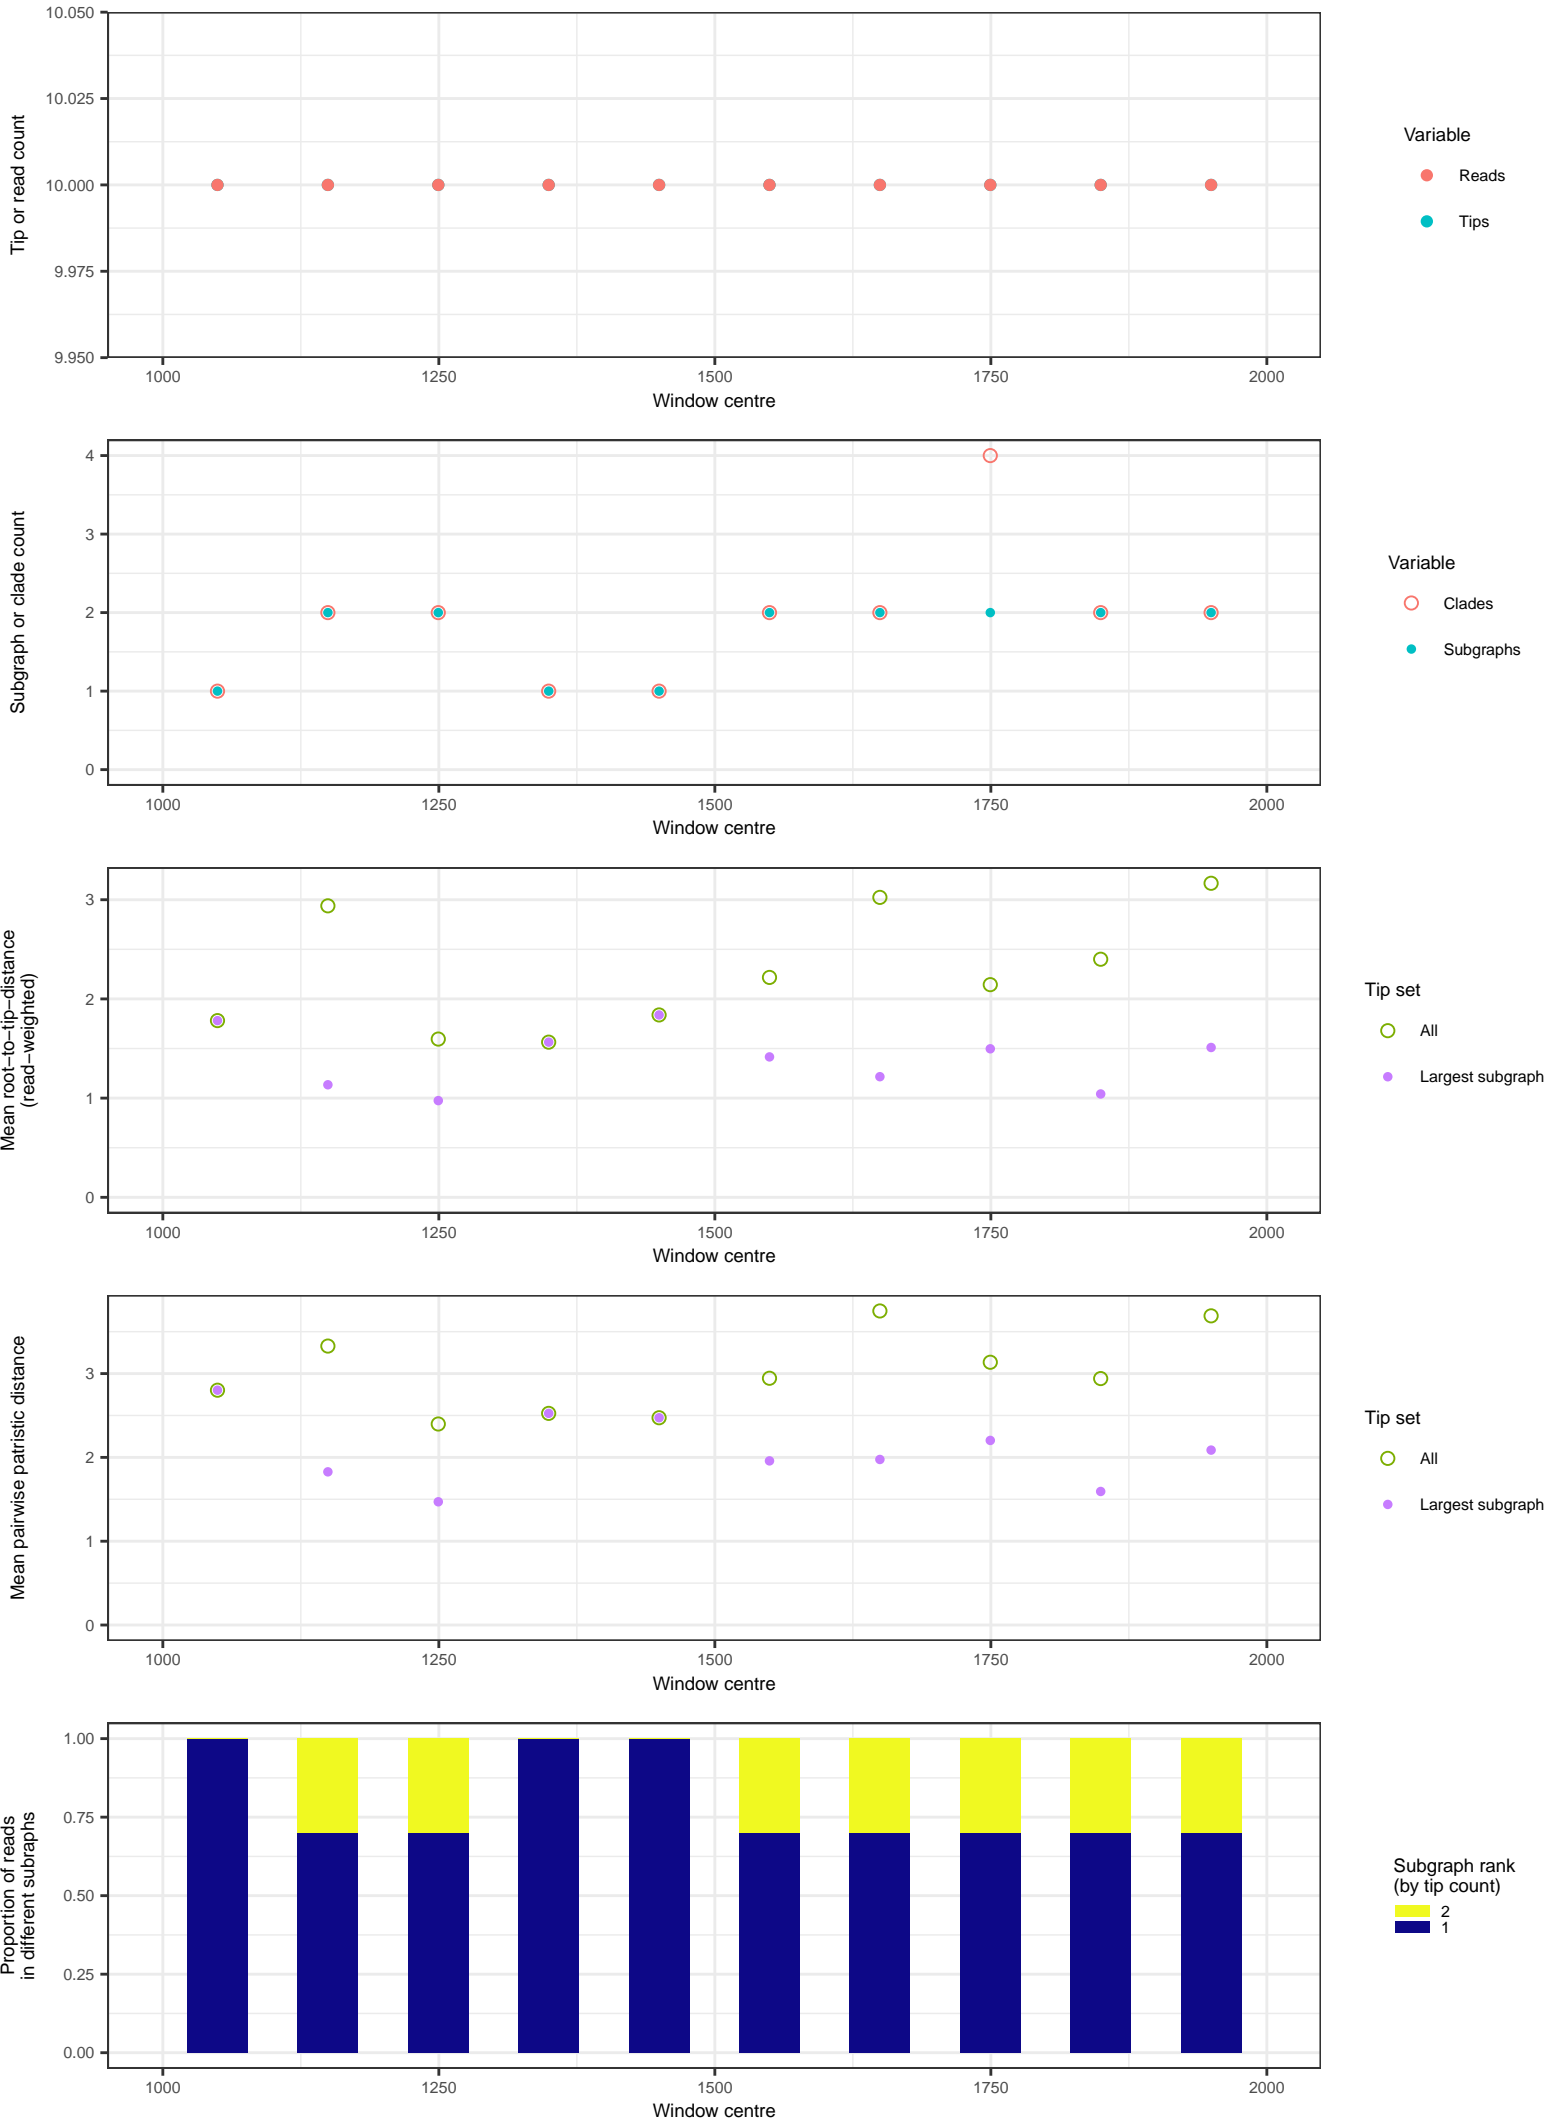 10.050
10.025
10.000
9.975
9.950
Tip or read count
1000 1250 1500 1750 2000
Window centre
Variable
Reads
Tips
4
3
2
1
0
Subgraph or clade count
1000 1250 1500 1750 2000
Window centre
Variable
Clades
Subgraphs
3
2
1
0
Mean root−to−tip−distance
(read−weighted)
1000 1250 1500 1750 2000
Window centre
Tip set
All
Largest subgraph
3
2
1
0
Mean pairwise patristic distance
1000 1250 1500 1750 2000
Window centre
Tip set
All
Largest subgraph
1.00
0.75
0.50
0.25
0.00
Proportion of reads
in different subraphs
1000 1250 1500 1750 2000
Window centre
Subgraph rank
(by tip count)
2
1